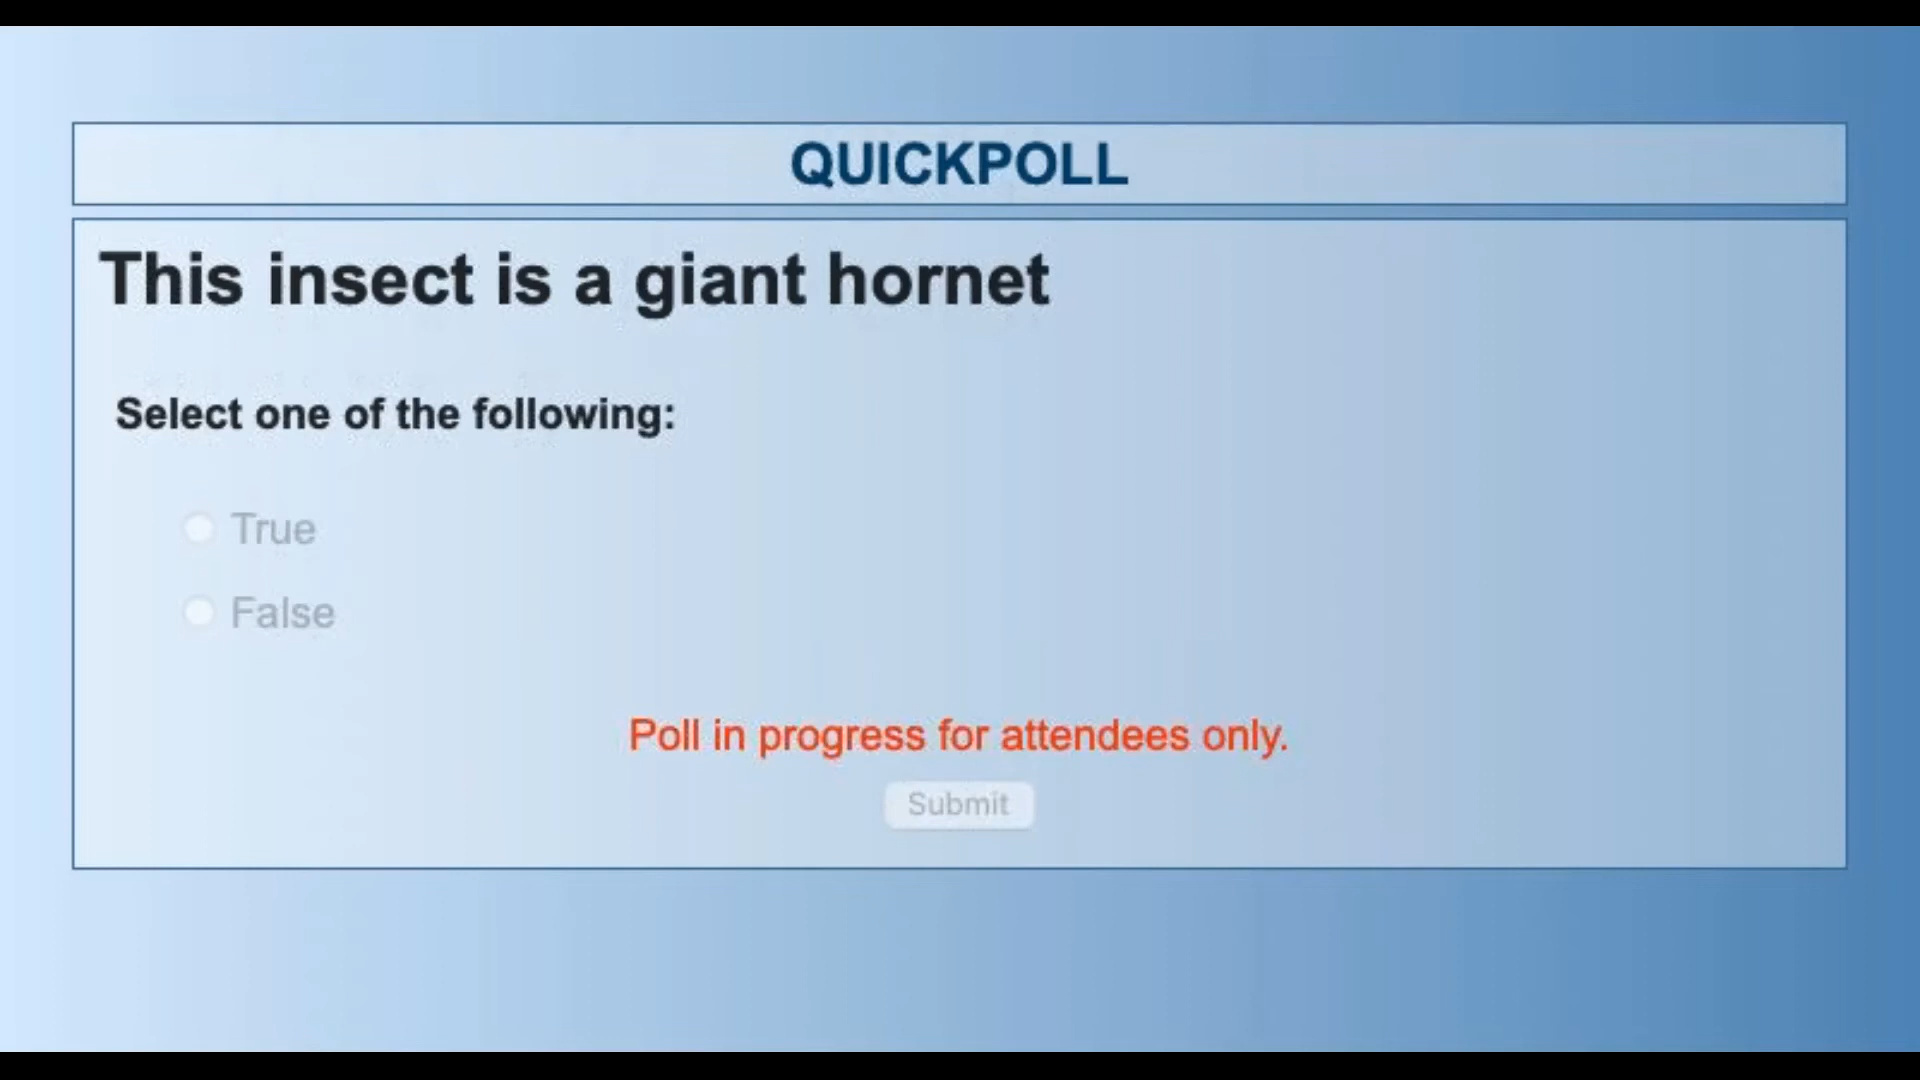 QUICKPOLL
This insect is a giant hornet
Select one of the following:
True
False
Poll in progress for attendees only.
Submit